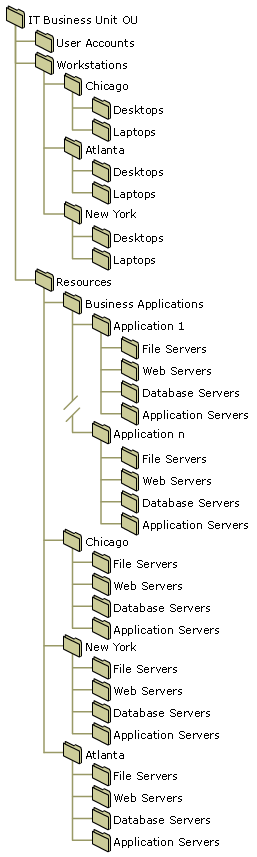 IT Business Unit OU
User Accounts
Workstations
Chicago
Desktops
Laptops
Atlanta
Desktops
Laptops
New York
Desktops
Laptops
Resources
Business Applications
Application 1
File Servers
Web Servers
Database Servers
Application Servers
Application n
File Servers
Web Servers
Database Servers
Application Servers
Chicago
File Servers
Web Servers
Database Servers
Application Servers
New York
File Servers
Web Servers
Database Servers
Application Servers
Atlanta
File Servers
Web Servers
Database Servers
Application Servers